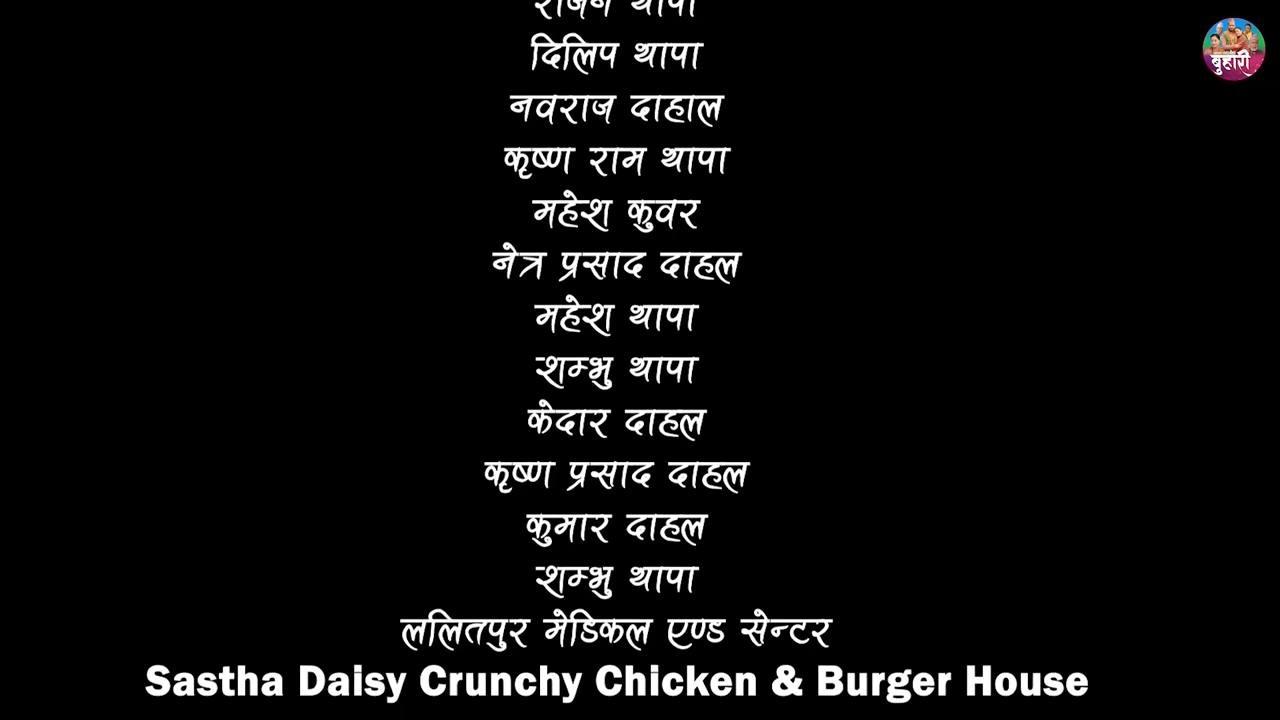 राजन थापा
दिलिप थापा
नवराज दाहाल
कृष्ण राम थापा
महेश कुवर
नेत्र प्रसाद दाहल
महेश थापा
शम्भु थापा
केदार दाहल
कृष्ण प्रसाद दाहल
कुमार दाहल
शम्भु थापा
ललितपुर मेडिकल एण्ड सेन्टर
Sastha Daisy Crunchy Chicken & Burger House
बुहारी